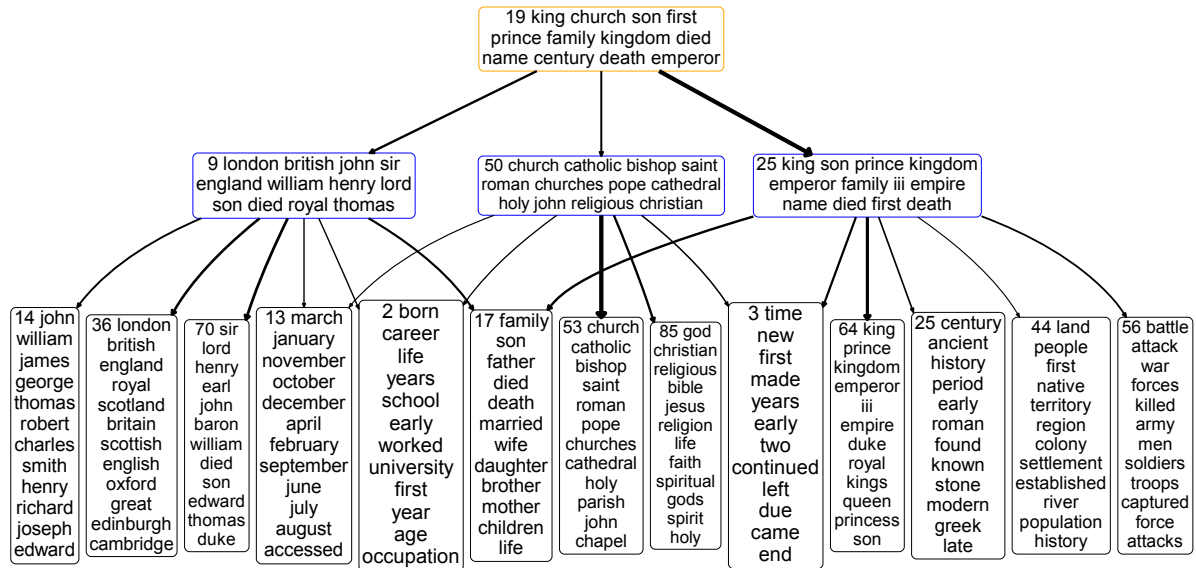 19 king church son first
prince family kingdom died
name century death emperor
9 london british john sir
england william henry lord
son died royal thomas
50 church catholic bishop saint
roman churches pope cathedral
holy john religious christian
25 king son prince kingdom
emperor family iii empire
name died first death
14 john
william
james
george
thomas
robert
charles
smith
henry
richard
joseph
edward
36 london
british
england
royal
scotland
britain
scottish
english
oxford
great
edinburgh
cambridge
70 sir
lord
henry
earl
john
baron
william
died
son
edward
thomas
duke
13 march
january
november
october
december
april
february
september
june
july
august
accessed
2 born
career
life
years
school
early
worked
university
first
year
age
occupation
17 family
son
father
died
death
married
wife
daughter
brother
mother
children
life
53 church
catholic
bishop
saint
roman
pope
churches
cathedral
holy
parish
john
chapel
85 god
christian
religious
bible
jesus
religion
life
faith
spiritual
gods
spirit
holy
3 time
new
first
made
years
early
two
continued
left
due
came
end
64 king
prince
kingdom
emperor
iii
empire
duke
royal
kings
queen
princess
son
25 century
ancient
history
period
early
roman
found
known
stone
modern
greek
late
44 land
people
first
native
territory
region
colony
settlement
established
river
population
history
56 battle
attack
war
forces
killed
army
men
soldiers
troops
captured
force
attacks